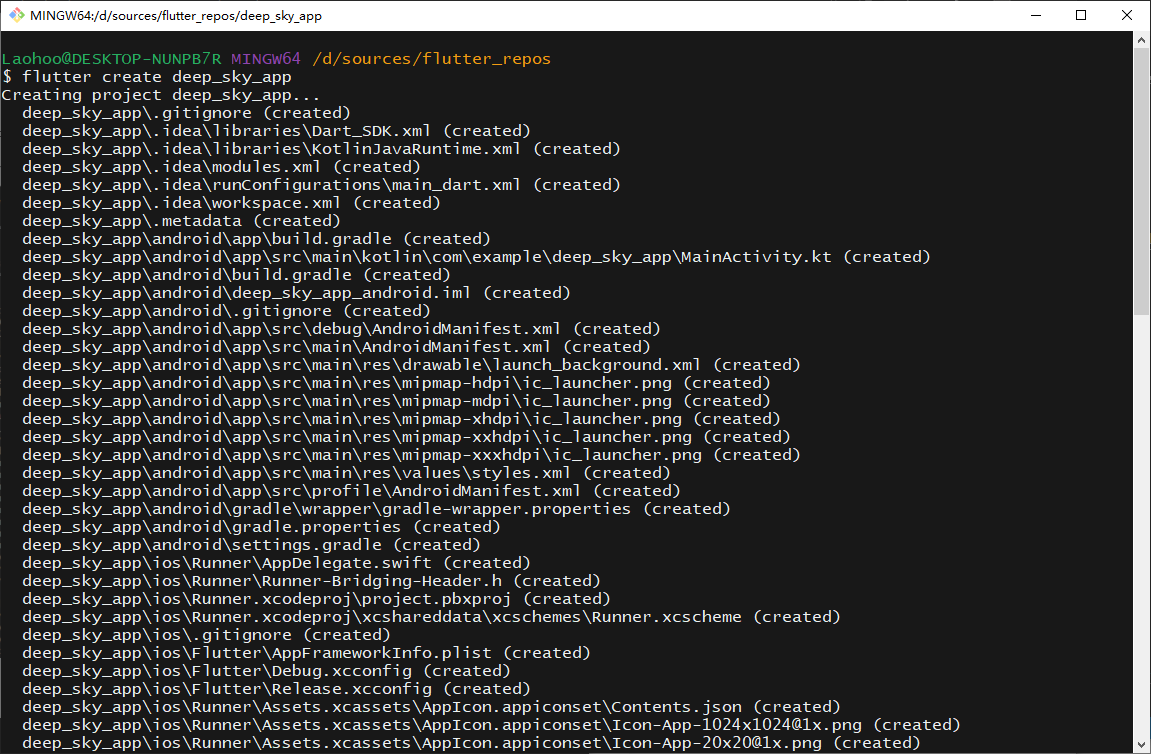 MINGW64:/d/sources/flutter_repos/deep_sky_app
Laohoo@DESKTOP-NUNPB7R MINGW64 /d/sources/flutter_repos
$ flutter create deep_sky_app
Creating project deep_sky_app...
deep_sky_app\.gitignore (created)
deep_sky_app\.idea\libraries\Dart_SDK.xml (created)
deep_sky_app\.idea\libraries\KotlinJavaRuntime.xml (created)
deep_sky_app\.idea\modules.xml (created)
deep_sky_app\.idea\runConfigurations\main_dart.xml (created)
deep_sky_app\.idea\workspace.xml (created)
deep_sky_app\.metadata (created)
deep_sky_app\android\app\build.gradle (created)
deep_sky_app\android\app\src\main\kotlin\com\example\deep_sky_app\MainActivity.kt (created)
deep_sky_app\android\build.gradle (created)
deep_sky_app\android\deep_sky_app_android.iml (created)
deep_sky_app\android\.gitignore (created)
deep_sky_app\android\app\src\debug\AndroidManifest.xml (created)
deep_sky_app\android\app\src\main\AndroidManifest.xml (created)
deep_sky_app\android\app\src\main\res\drawable\launch_background.xml (created)
deep_sky_app\android\app\src\main\res\mipmap-hdpi\ic_launcher.png (created)
deep_sky_app\android\app\src\main\res\mipmap-mdpi\ic_launcher.png (created)
deep_sky_app\android\app\src\main\res\mipmap-xhdpi\ic_launcher.png (created)
deep_sky_app\android\app\src\main\res\mipmap-xxhdpi\ic_launcher.png (created)
deep_sky_app\android\app\src\main\res\mipmap-xxxhdpi\ic_launcher.png (created)
deep_sky_app\android\app\src\main\res\values\styles.xml (created)
deep_sky_app\android\app\src\profile\AndroidManifest.xml (created)
deep_sky_app\android\gradle\wrapper\gradle-wrapper.properties (created)
deep_sky_app\android\gradle.properties (created)
deep_sky_app\android\settings.gradle (created)
deep_sky_app\ios\Runner\AppDelegate.swift (created)
deep_sky_app\ios\Runner\Runner-Bridging-Header.h (created)
deep_sky_app\ios\Runner.xcodeproj\project.pbxproj (created)
deep_sky_app\ios\Runner.xcodeproj\xcshareddata\xcschemes\Runner.xcscheme (created)
deep_sky_app\ios\.gitignore (created)
deep_sky_app\ios\Flutter\AppFrameworkInfo.plist (created)
deep_sky_app\ios\Flutter\Debug.xcconfig (created)
deep_sky_app\ios\Flutter\Release.xcconfig (created)
deep_sky_app\ios\Runner\Assets.xcassets\AppIcon.appiconset\Contents.json (created)
deep_sky_app\ios\Runner\Assets.xcassets\AppIcon.appiconset\Icon-App-1024x1024@1x.png (created)
deep_sky_app\ios\Runner\Assets.xcassets\AppIcon.appiconset\Icon-App-20x20@1x.png (created)